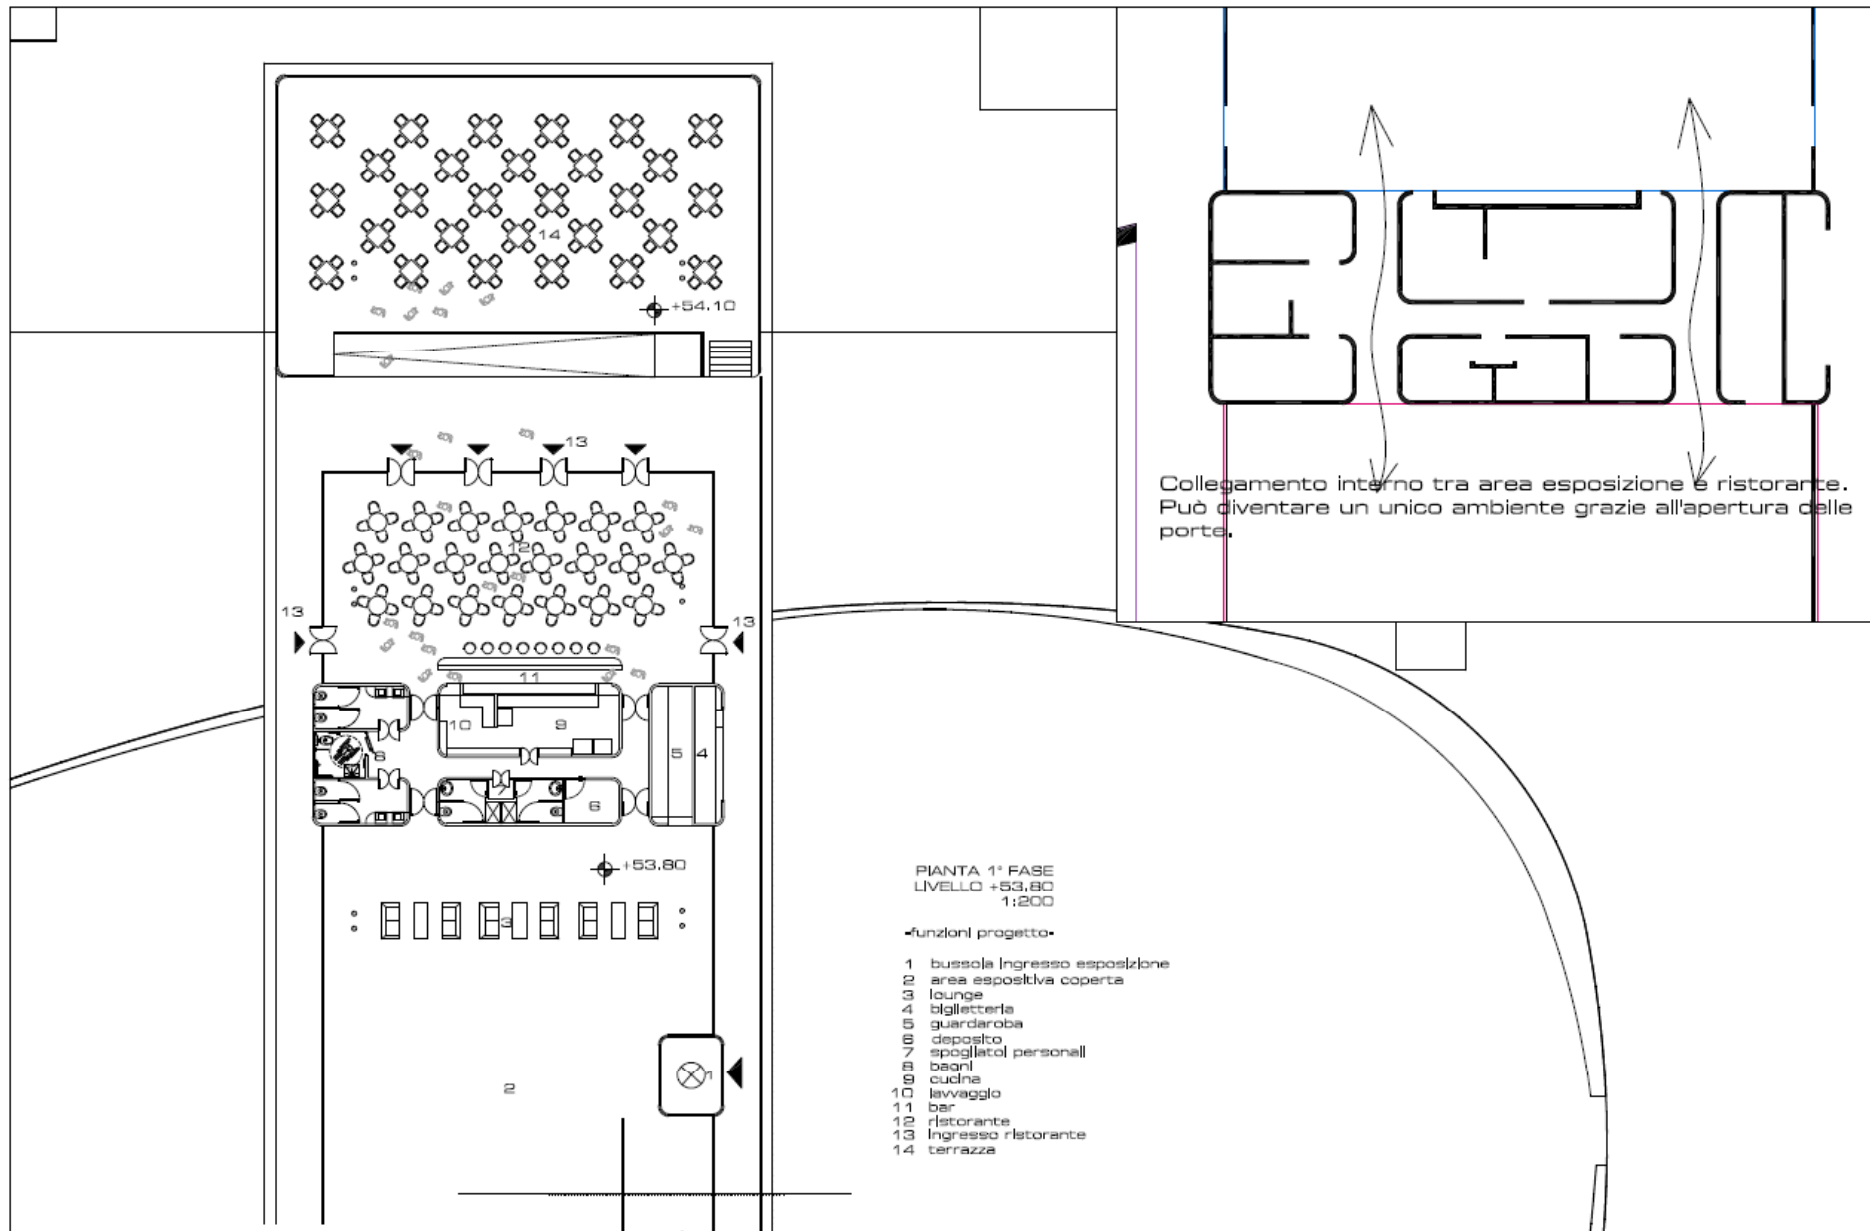 14
+54.10
13
12
13
13
11
10
9
8
5
4
7
6
+53.80
3
1
2
Collegamento interno tra area esposizione e ristorante.
Può diventare un unico ambiente grazie all'apertura delle
porte.
PIANTA 1° FASE
LIVELLO +53,80
1:200
-funzioni progetto-
1 bussola ingresso esposizione
2 area espositiva coperta
3 lounge
4 biglietteria
5 guardaroba
6 deposito
7 spogliatoi personali
8 bagni
9 cucina
10 lavvaggio
11 bar
12 ristorante
13 ingresso ristorante
14 terrazza